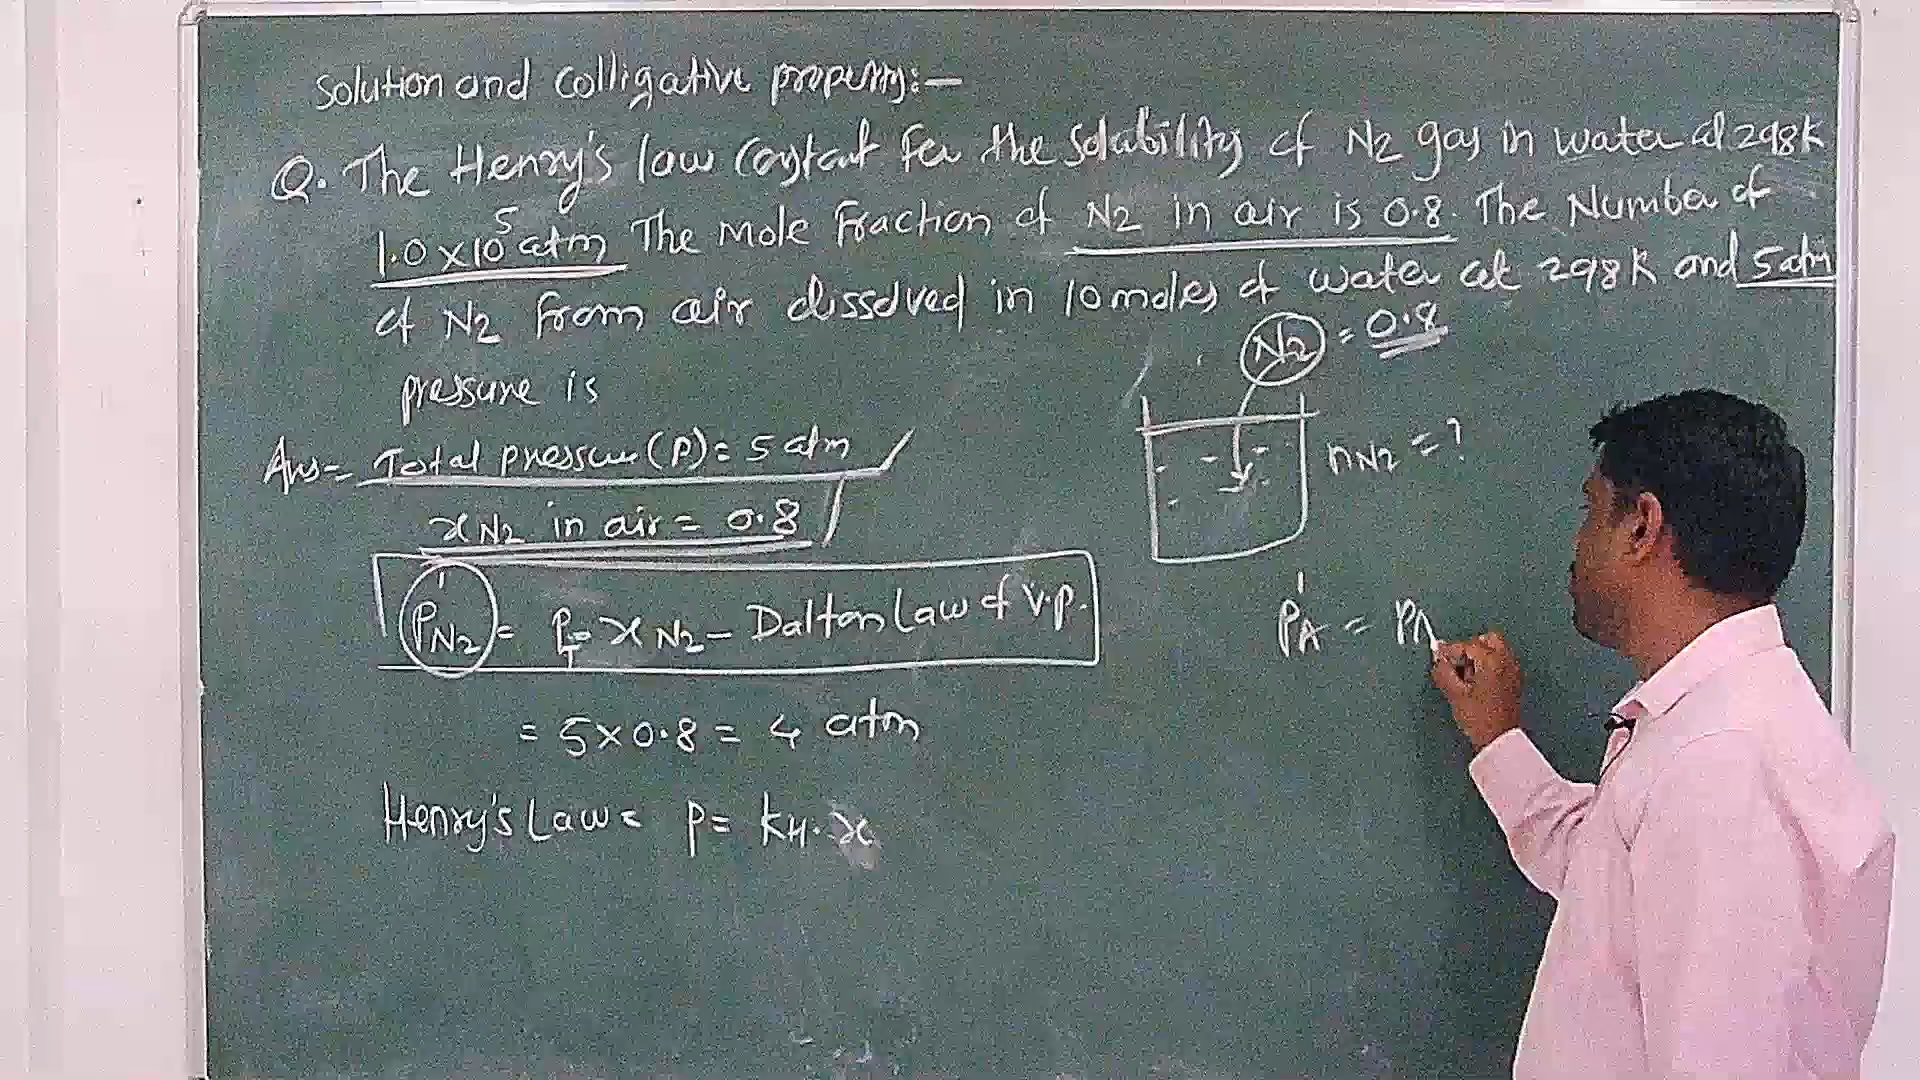 Solution and Colligative property:-
Q. The Henry's law constant for the solubility of N2 gas in water at 298K
1.0 x 10⁵ atm The mole Fraction of N2 in air is 0.8. The Number of
of N2 from air dissolved in 10 moles of water at 298K and 5 atm
pressure is
N2 = 0.8
nN2 = ?
Ans- Total pressure (P) = 5 atm
xN2 in air = 0.8
P'N2 = PT = xN2 - Dalton Law of V.P.
= 5 x 0.8 = 4 atm
Henry's Law = P = KH. x
P'A = PA